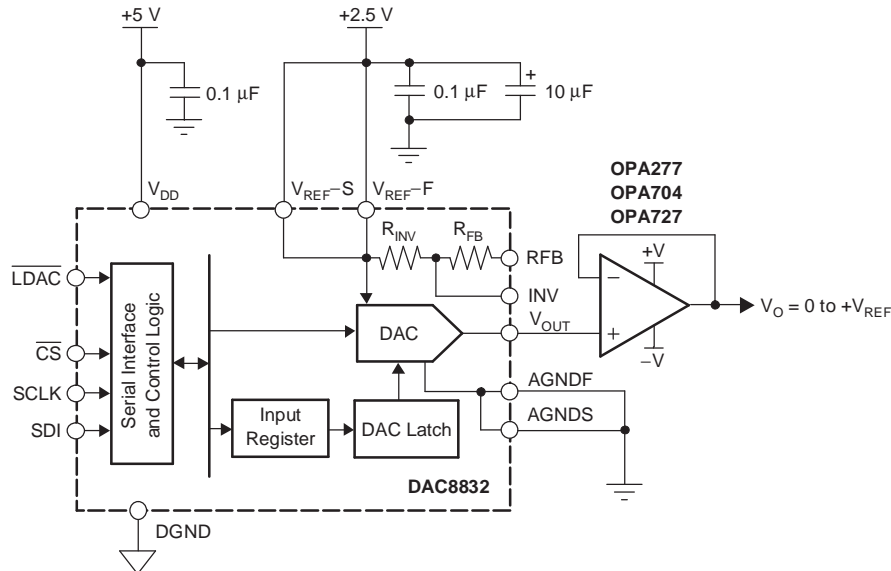 +5 V
+2.5 V
0.1 μF
0.1 μF
+
10 μF
OPA277
OPA704
OPA727
V_DD
V_REF−S
V_REF−F
R_INV
R_FB
RFB
INV
V_OUT
LDAC
CS
SCLK
SDI
Serial Interface
and Control Logic
DAC
Input
Register
DAC Latch
AGNDF
AGNDS
DAC8832
DGND
+V
−
+
−V
V_O = 0 to +V_REF